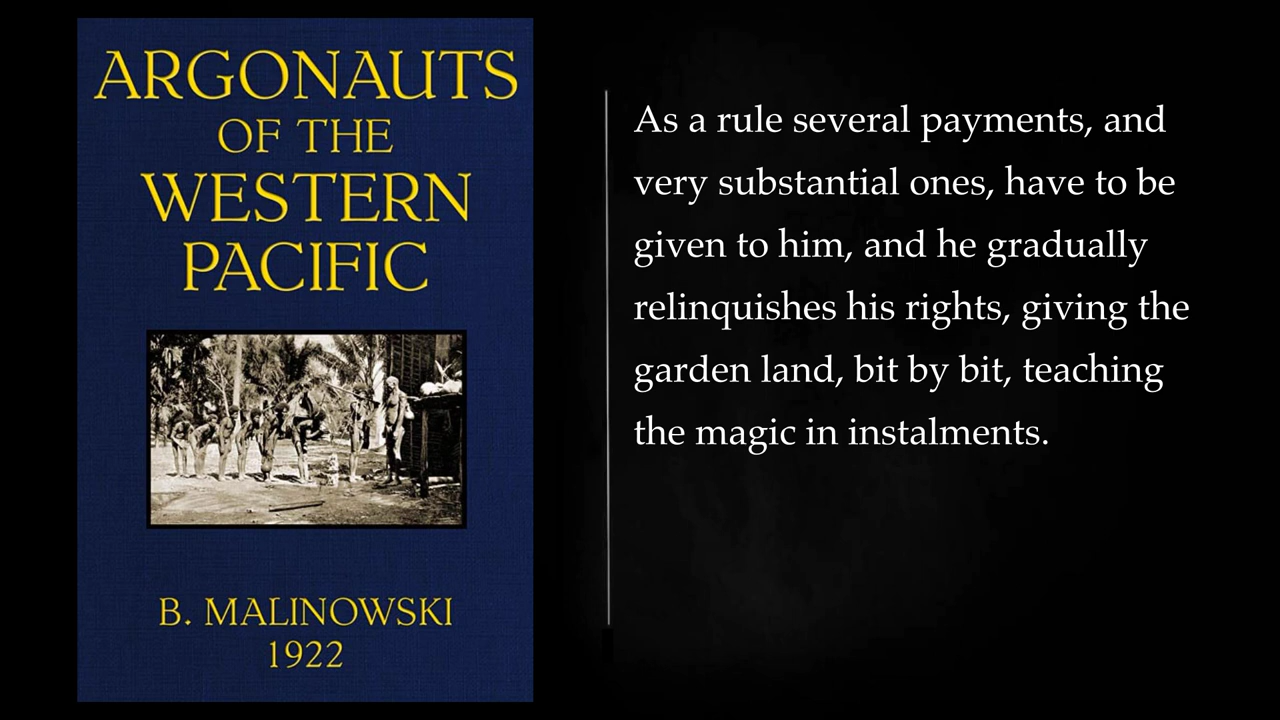 ARGONAUTS
OF THE
WESTERN
PACIFIC
B. MALINOWSKI
1922
As a rule several payments, and
very substantial ones, have to be
given to him, and he gradually
relinquishes his rights, giving the
garden land, bit by bit, teaching
the magic in instalments.